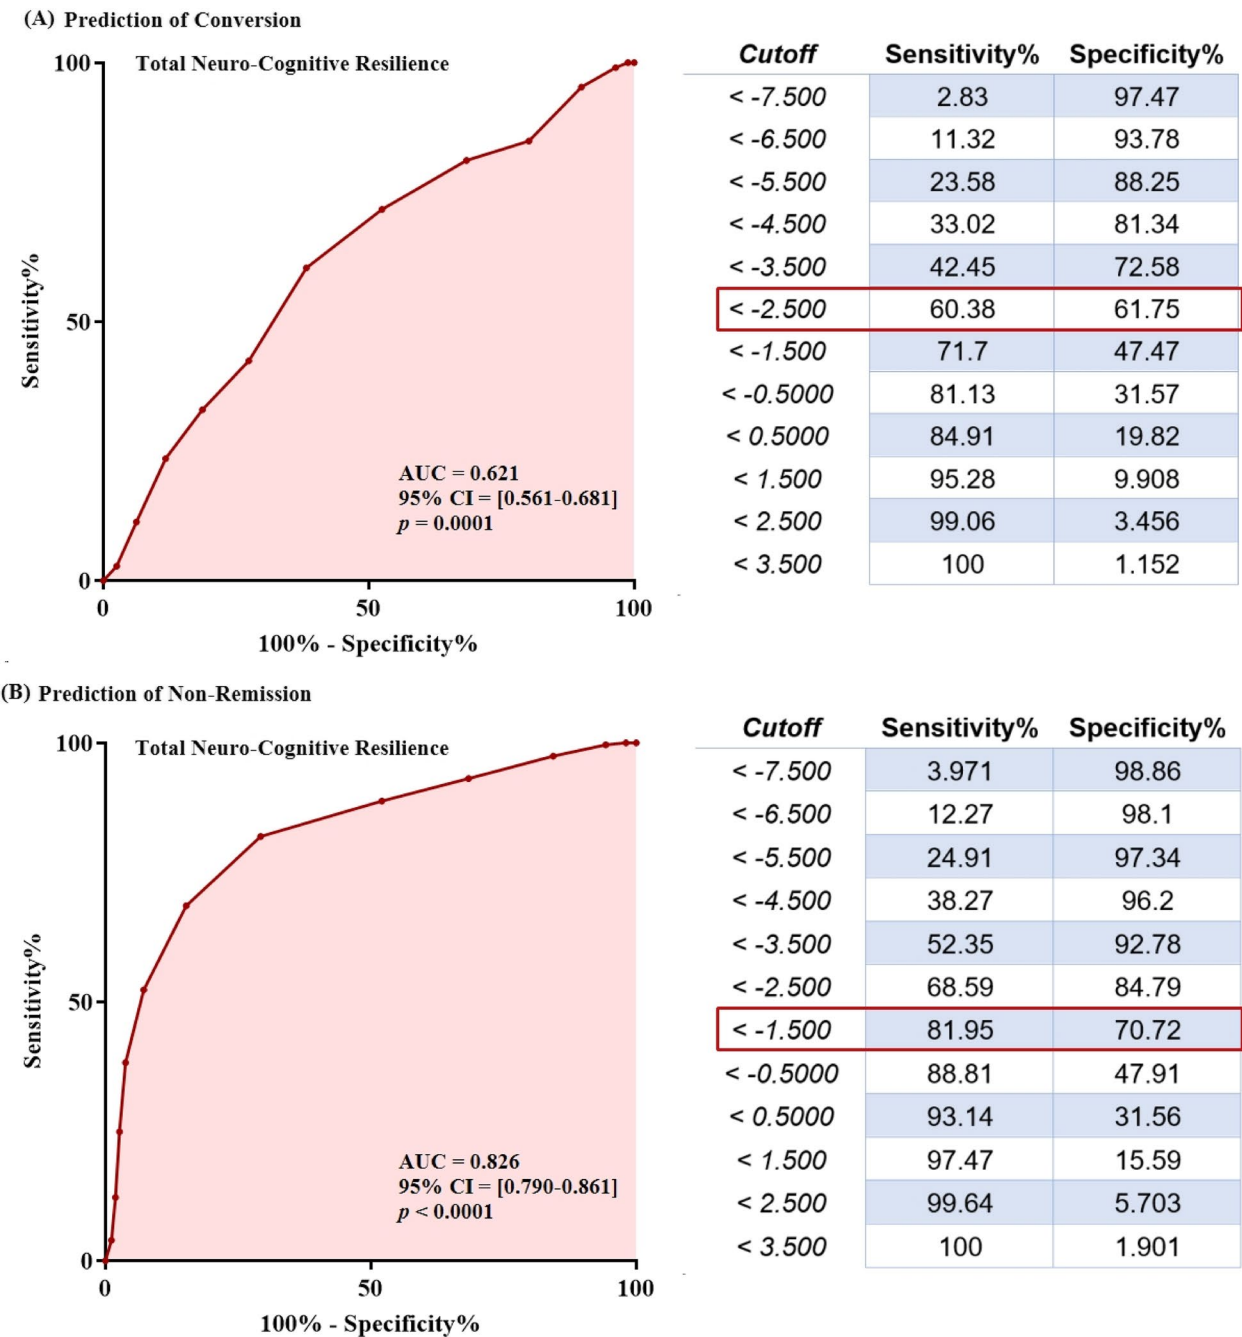 (A) Prediction of Conversion
Total Neuro-Cognitive Resilience
100
50
0
Sensitivity%
AUC = 0.621
95% CI = [0.561-0.681]
p = 0.0001
0 50 100
100% - Specificity%
Cutoff Sensitivity% Specificity%
< -7.500 2.83 97.47
< -6.500 11.32 93.78
< -5.500 23.58 88.25
< -4.500 33.02 81.34
< -3.500 42.45 72.58
< -2.500 60.38 61.75
< -1.500 71.7 47.47
< -0.5000 81.13 31.57
< 0.5000 84.91 19.82
< 1.500 95.28 9.908
< 2.500 99.06 3.456
< 3.500 100 1.152
(B) Prediction of Non-Remission
Total Neuro-Cognitive Resilience
100
50
0
Sensitivity%
AUC = 0.826
95% CI = [0.790-0.861]
p < 0.0001
0 50 100
100% - Specificity%
Cutoff Sensitivity% Specificity%
< -7.500 3.971 98.86
< -6.500 12.27 98.1
< -5.500 24.91 97.34
< -4.500 38.27 96.2
< -3.500 52.35 92.78
< -2.500 68.59 84.79
< -1.500 81.95 70.72
< -0.5000 88.81 47.91
< 0.5000 93.14 31.56
< 1.500 97.47 15.59
< 2.500 99.64 5.703
< 3.500 100 1.901